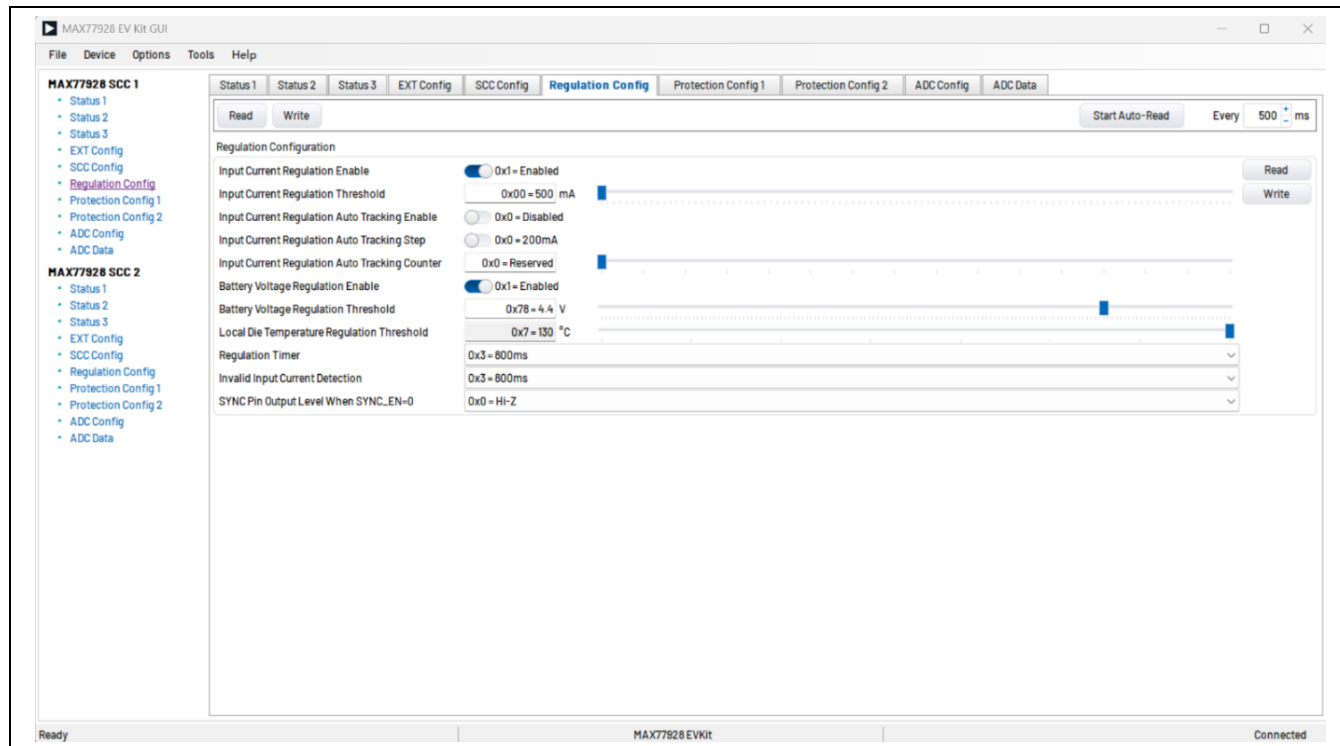 MAX77928 EV Kit GUI
File Device Options Tools Help
MAX77928 SCC 1
Status 1
Status 2
Status 3
EXT Config
SCC Config
Regulation Config
Protection Config 1
Protection Config 2
ADC Config
ADC Data
MAX77928 SCC 2
Status 1
Status 2
Status 3
EXT Config
SCC Config
Regulation Config
Protection Config 1
Protection Config 2
ADC Config
ADC Data
Status 1 Status 2 Status 3 EXT Config SCC Config Regulation Config Protection Config 1 Protection Config 2 ADC Config ADC Data
Read Write Start Auto-Read Every 500 ms
Regulation Configuration
Input Current Regulation Enable 0x1 = Enabled Read
Input Current Regulation Threshold 0x00 = 500 mA Write
Input Current Regulation Auto Tracking Enable 0x0 = Disabled
Input Current Regulation Auto Tracking Step 0x0 = 200mA
Input Current Regulation Auto Tracking Counter 0x0 = Reserved
Battery Voltage Regulation Enable 0x1 = Enabled
Battery Voltage Regulation Threshold 0x78 = 4.4 V
Local Die Temperature Regulation Threshold 0x7 = 130 °C
Regulation Timer 0x3 = 800ms
Invalid Input Current Detection 0x3 = 800ms
SYNC Pin Output Level When SYNC_EN=0 0x0 = Hi-Z
Ready MAX77928 EVKit Connected